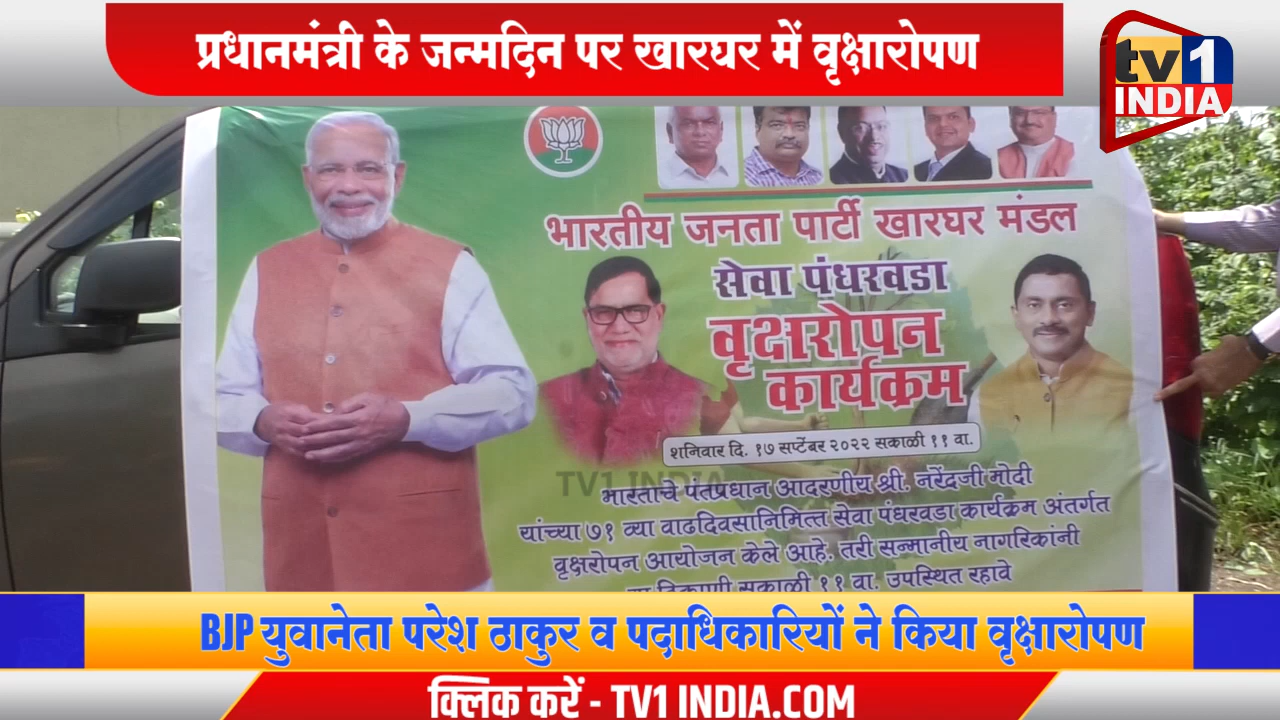 प्रधानमंत्री के जन्मदिन पर खारघर में वृक्षारोपण
tv1
INDIA
भारतीय जनता पार्टी खारघर मंडल
सेवा पंधरवडा
वृक्षरोपन
कार्यक्रम
शनिवार दि. १७ सप्टेंबर २०२२ सकाळी ११ वा.
TV1 INDIA
भारताचे पंतप्रधान आदरणीय श्री. नरेंद्रजी मोदी
यांच्या ७१ व्या वाढदिवसानिमित्त सेवा पंधरवडा कार्यक्रम अंतर्गत
वृक्षरोपन आयोजन केले आहे. तरी सन्मानीय नागरिकांनी
ठिकाणी सकाळी ११ वा. उपस्थित रहावे
BJP युवानेता परेश ठाकुर व पदाधिकारियों ने किया वृक्षारोपण
क्लिक करें - TV1 INDIA.COM